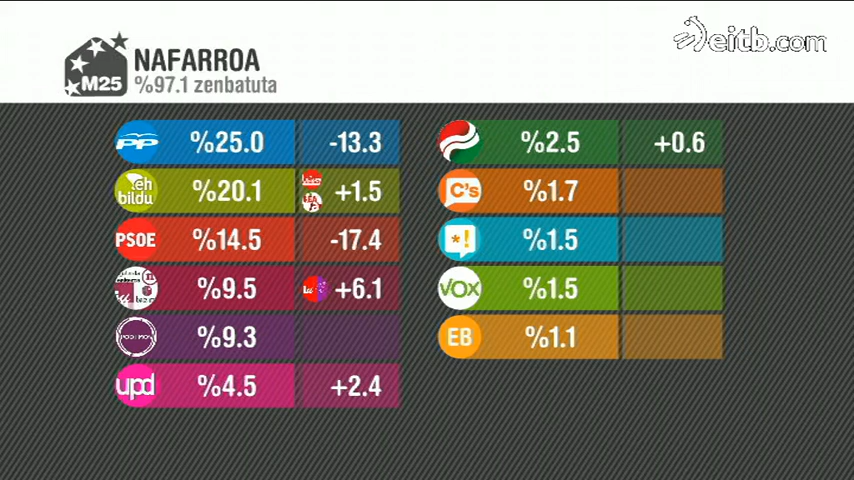 eitb.com
M25
NAFARROA
%97.1 zenbatuta
PP %25.0 -13.3
eh bildu %20.1 +1.5
PSOE %14.5 -17.4
%9.5 +6.1
PODEMOS %9.3
upd %4.5 +2.4
%2.5 +0.6
C's %1.7
*! %1.5
VOX %1.5
EB %1.1